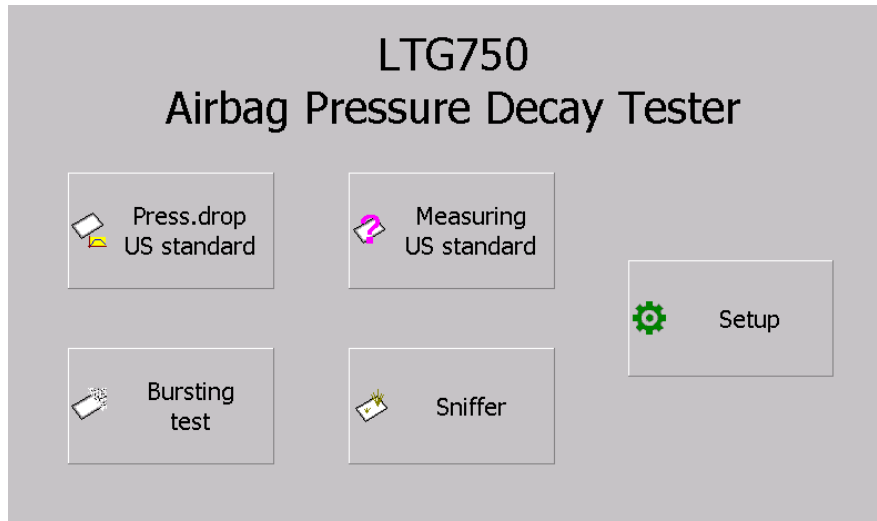 LTG750
Airbag Pressure Decay Tester
Press.drop
US standard
Measuring
US standard
Setup
Bursting
test
Sniffer